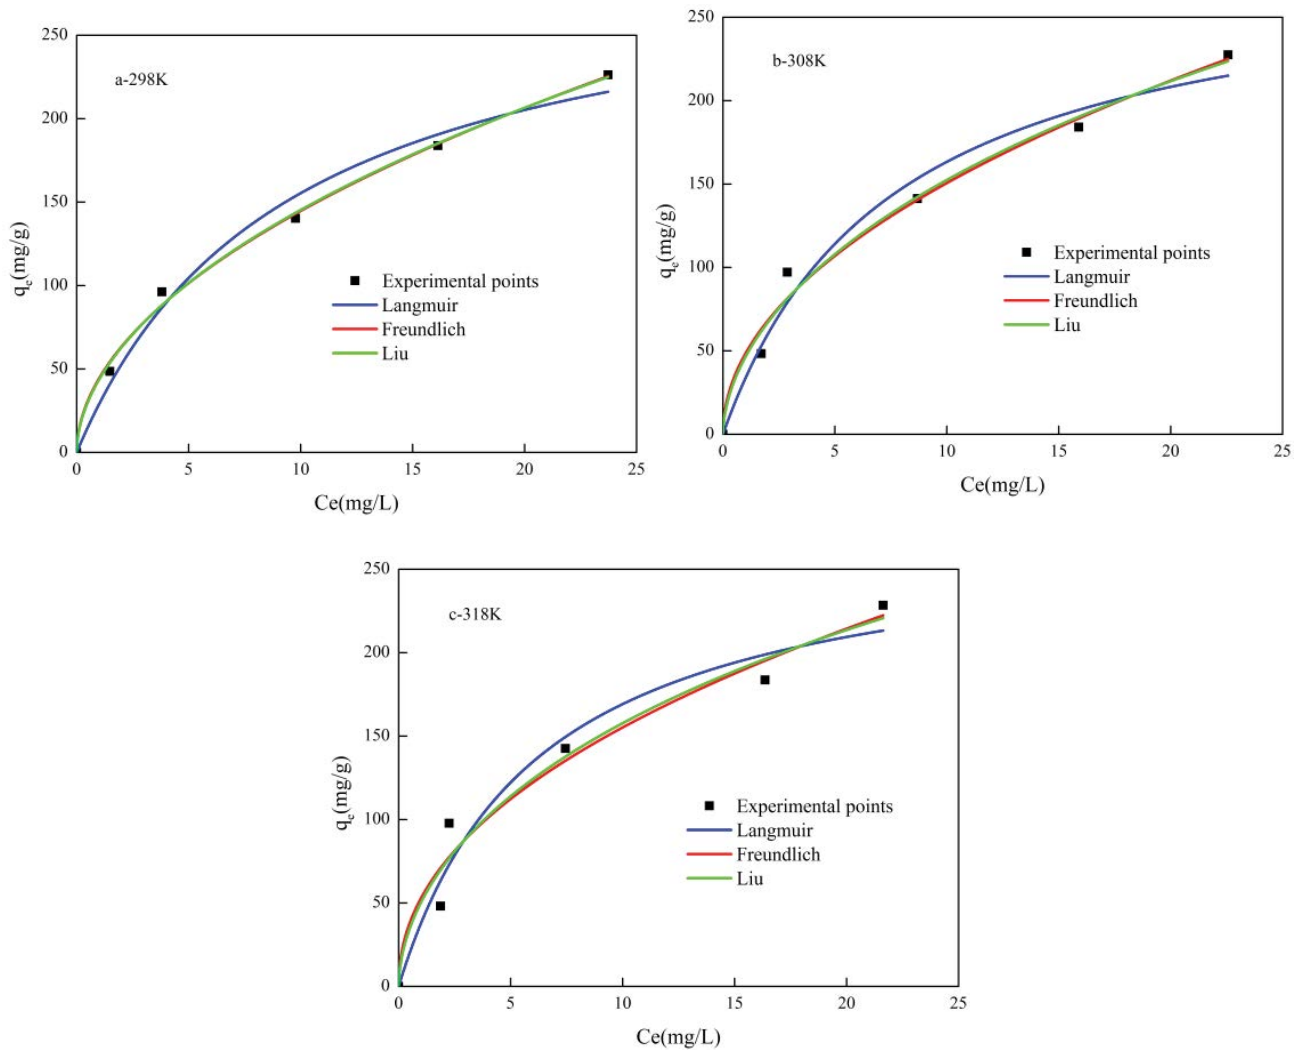 250
200
150
100
50
0
q_e(mg/g)
a-298K
Experimental points
Langmuir
Freundlich
Liu
0 5 10 15 20 25
Ce(mg/L)
250
200
150
100
50
0
q_e(mg/g)
b-308K
Experimental points
Langmuir
Freundlich
Liu
0 5 10 15 20 25
Ce(mg/L)
250
200
150
100
50
0
q_e(mg/g)
c-318K
Experimental points
Langmuir
Freundlich
Liu
0 5 10 15 20 25
Ce(mg/L)